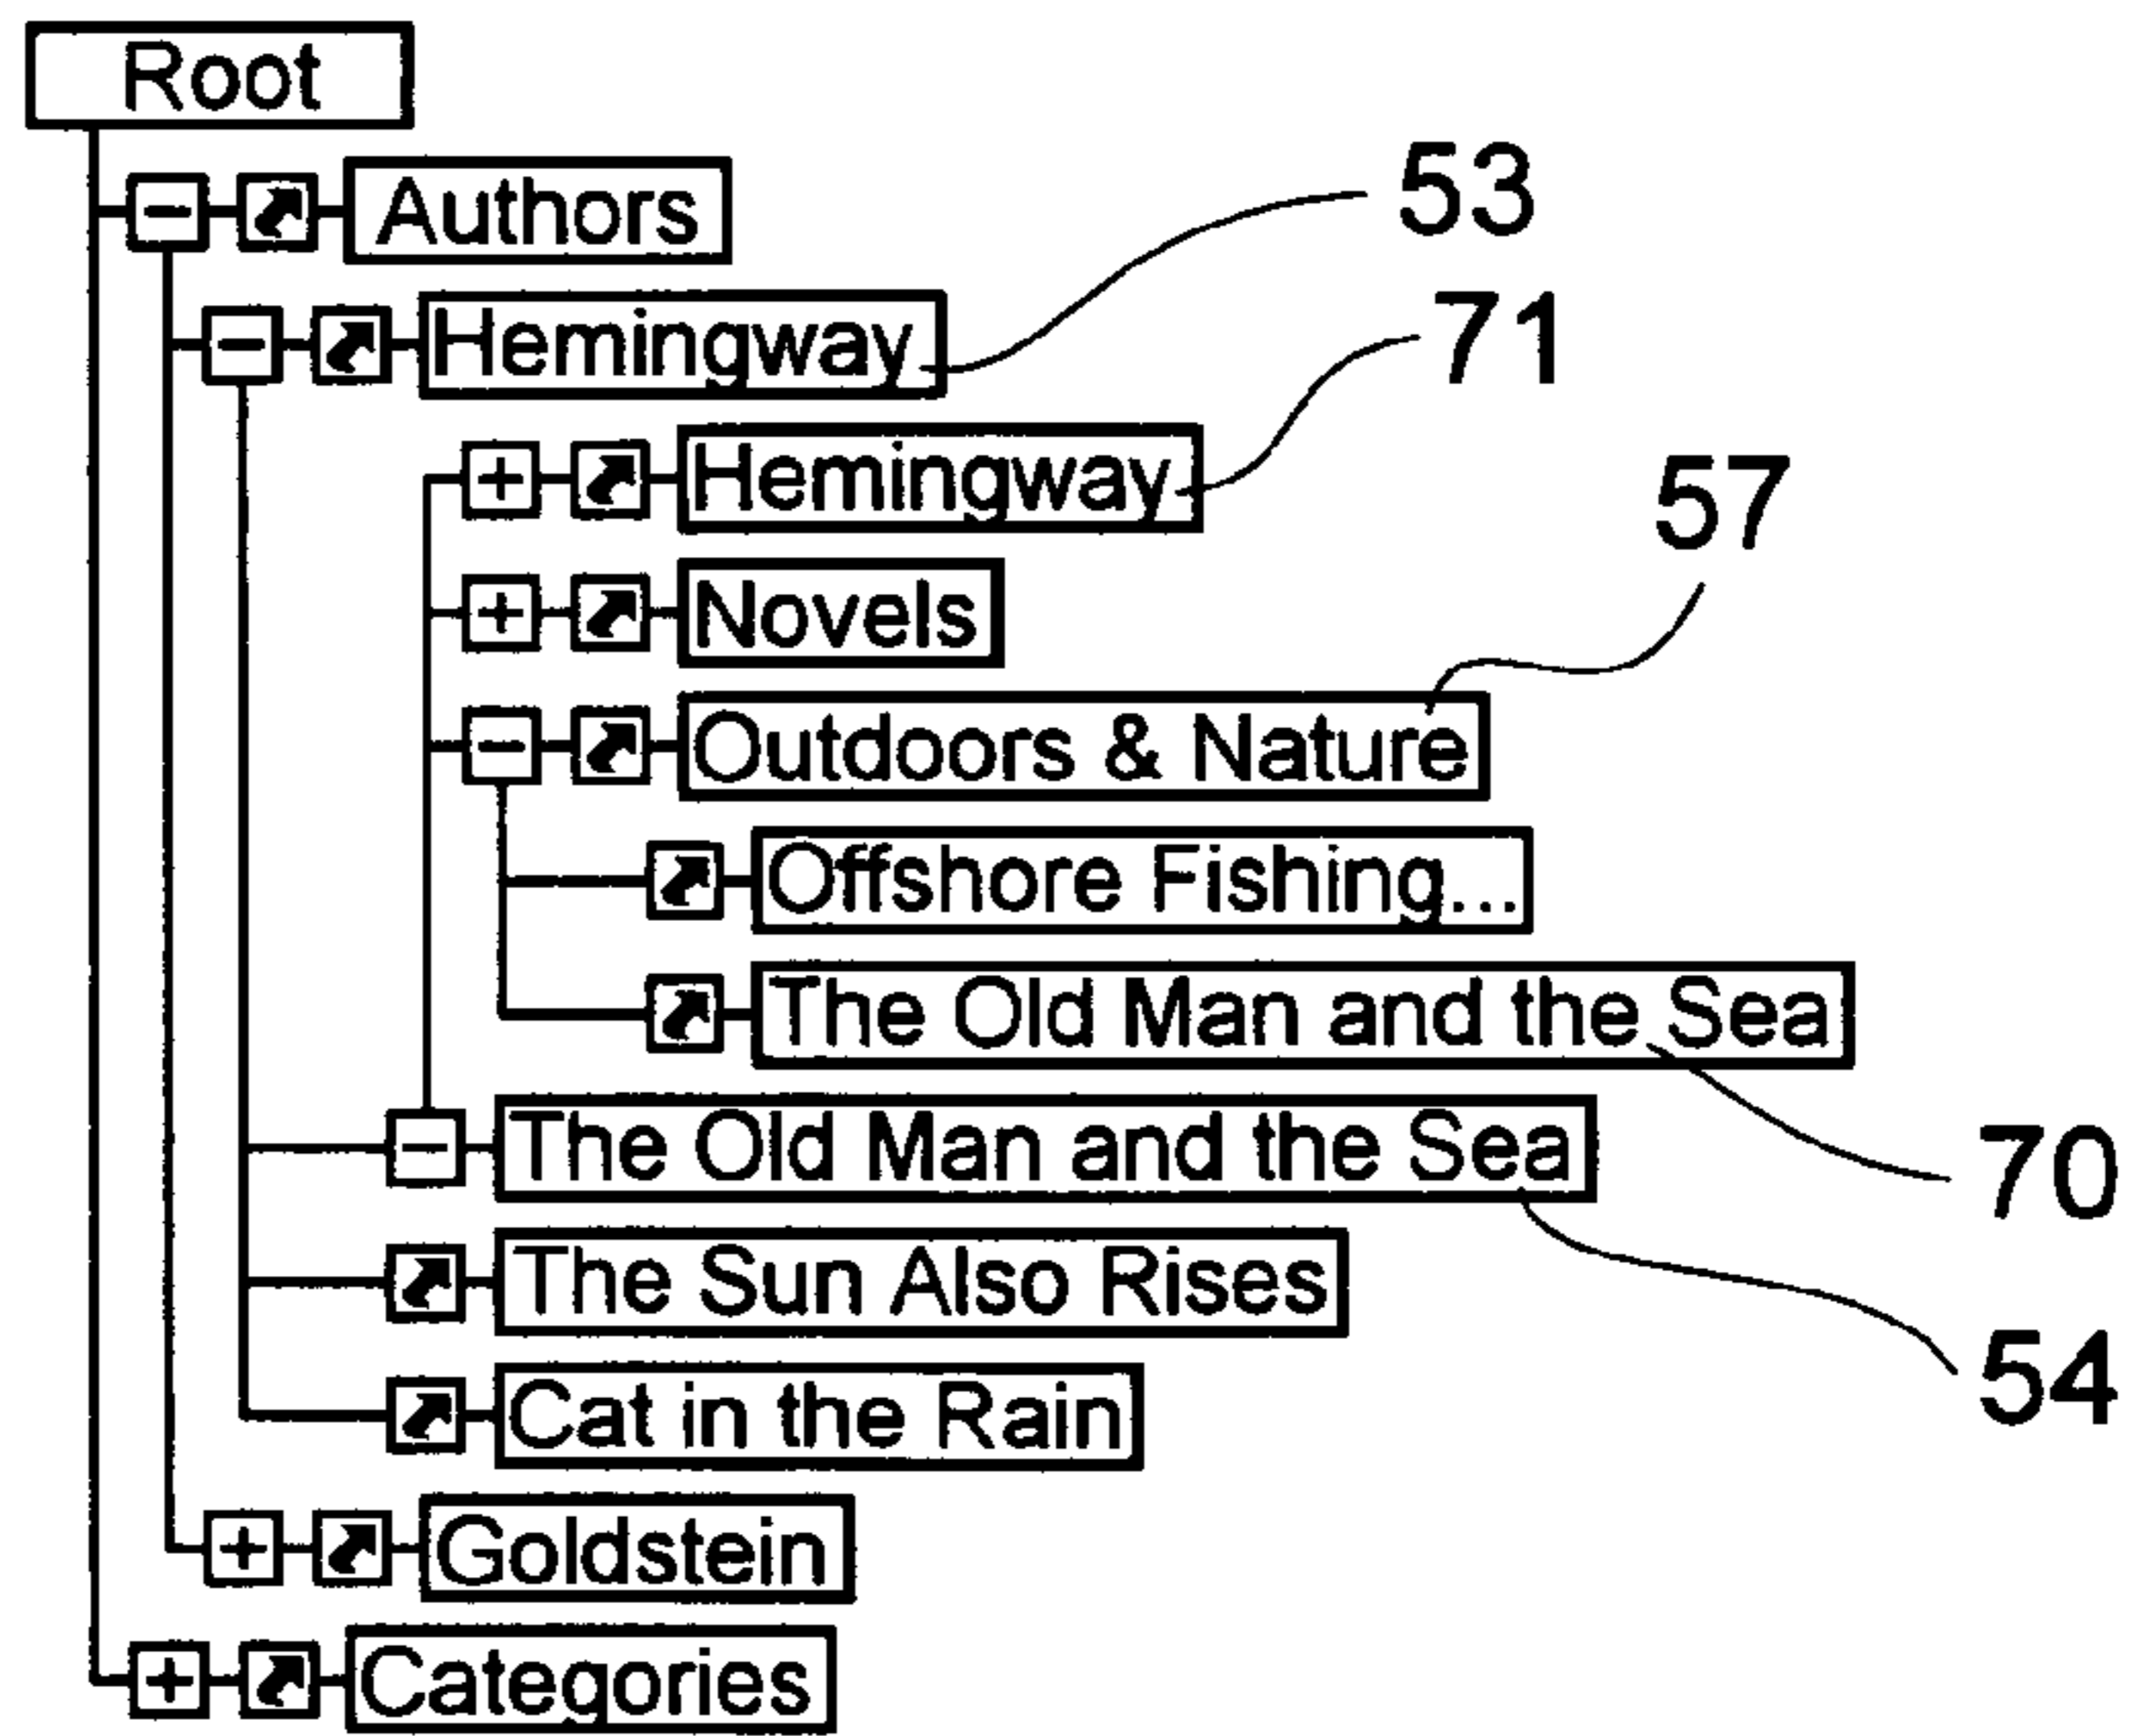 Root
Authors
53
Hemingway
71
Hemingway
57
Novels
Outdoors & Nature
Offshore Fishing...
The Old Man and the Sea
70
The Old Man and the Sea
54
The Sun Also Rises
Cat in the Rain
Goldstein
Categories